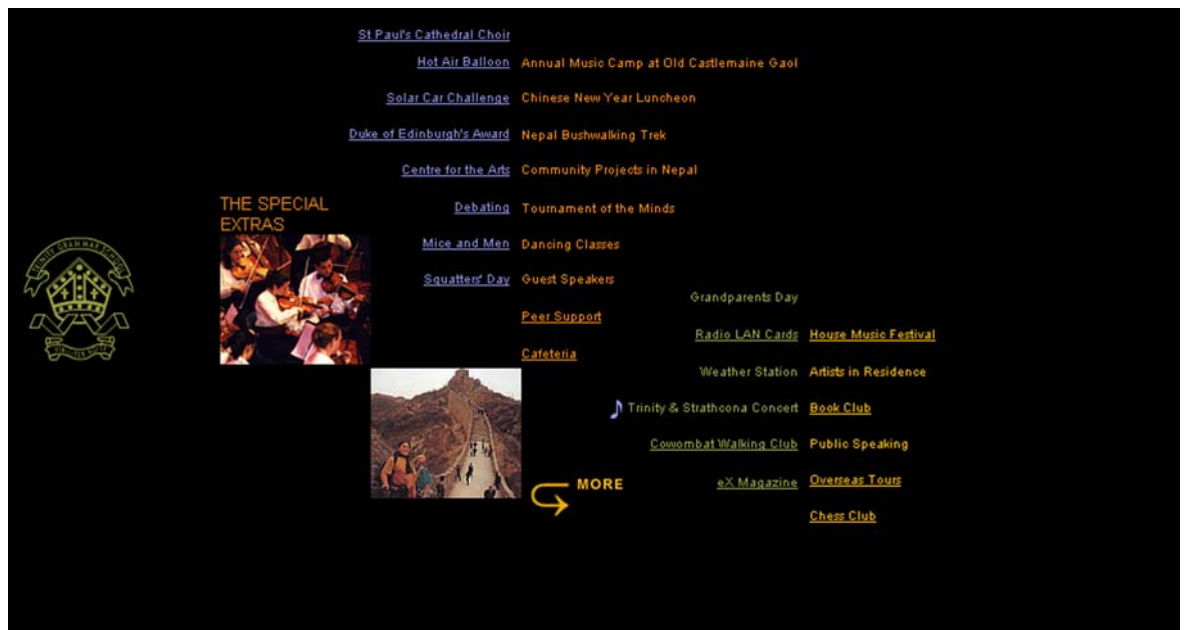 St Paul's Cathedral Choir
Hot Air Balloon Annual Music Camp at Old Castlemaine Gaol
Solar Car Challenge Chinese New Year Luncheon
Duke of Edinburgh's Award Nepal Bushwalking Trek
Centre for the Arts Community Projects in Nepal
THE SPECIAL
EXTRAS
Debating Tournament of the Minds
Mice and Men Dancing Classes
TRINITY GRAMMAR SCHOOL
Squatters' Day Guest Speakers
Grandparents Day
Peer Support
Radio LAN Cards House Music Festival
Cafeteria
Weather Station Artists in Residence
Trinity & Strathcona Concert Book Club
Cowombat Walking Club Public Speaking
MORE
eX Magazine Overseas Tours
Chess Club